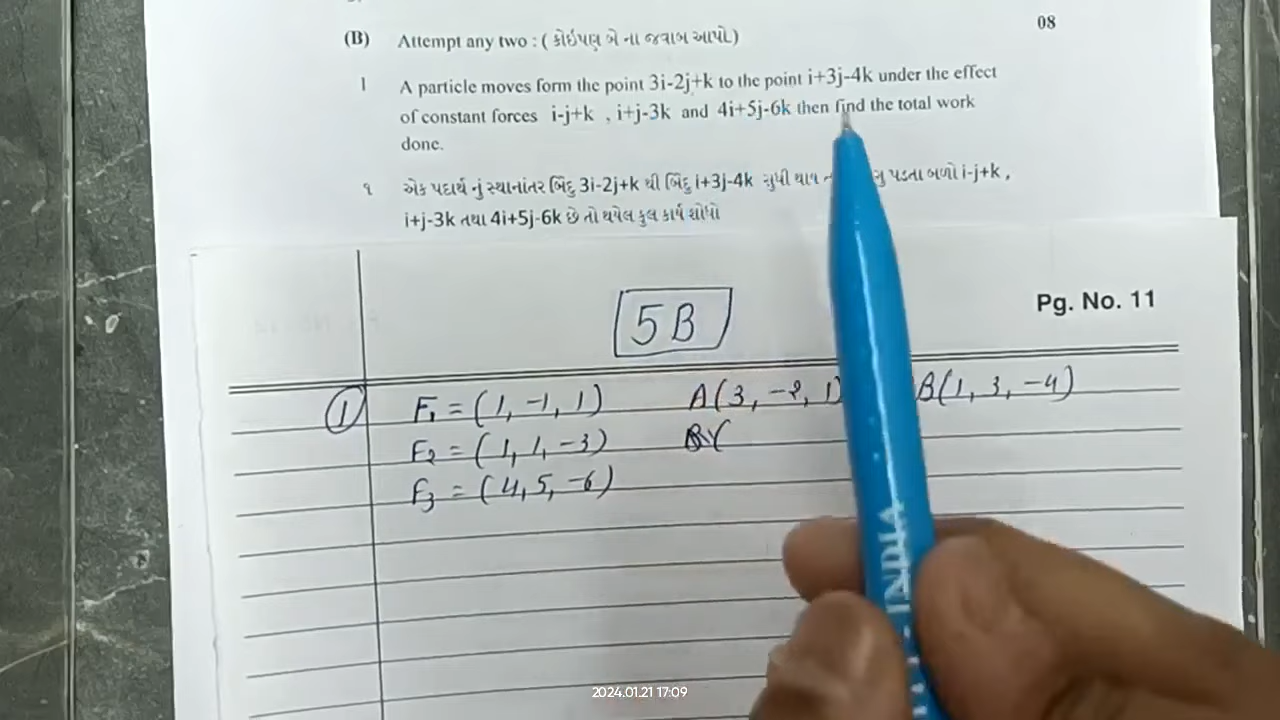 08
(B) Attempt any two : ( કોઈપણ બે ના જવાબ આપો)
1 A particle moves form the point 3i-2j+k to the point i+3j-4k under the effect
of constant forces i-j+k , i+j-3k and 4i+5j-6k then find the total work
done.
૧ એક પદાર્થ નું સ્થાનાંતર બિંદુ 3i-2j+k થી બિંદુ i+3j-4k સુધી થાય પડતા બળો i-j+k ,
i+j-3k તથા 4i+5j-6k છે તો થયેલ કુલ કાર્ય શોધો
5B
Pg. No. 11
1 F1 = (1, -1, 1) A(3, -2, 1) B(1, 3, -4)
F2 = (1, 1, -3)
F3 = (4, 5, -6)
INDIA
2024.01.21 17:09